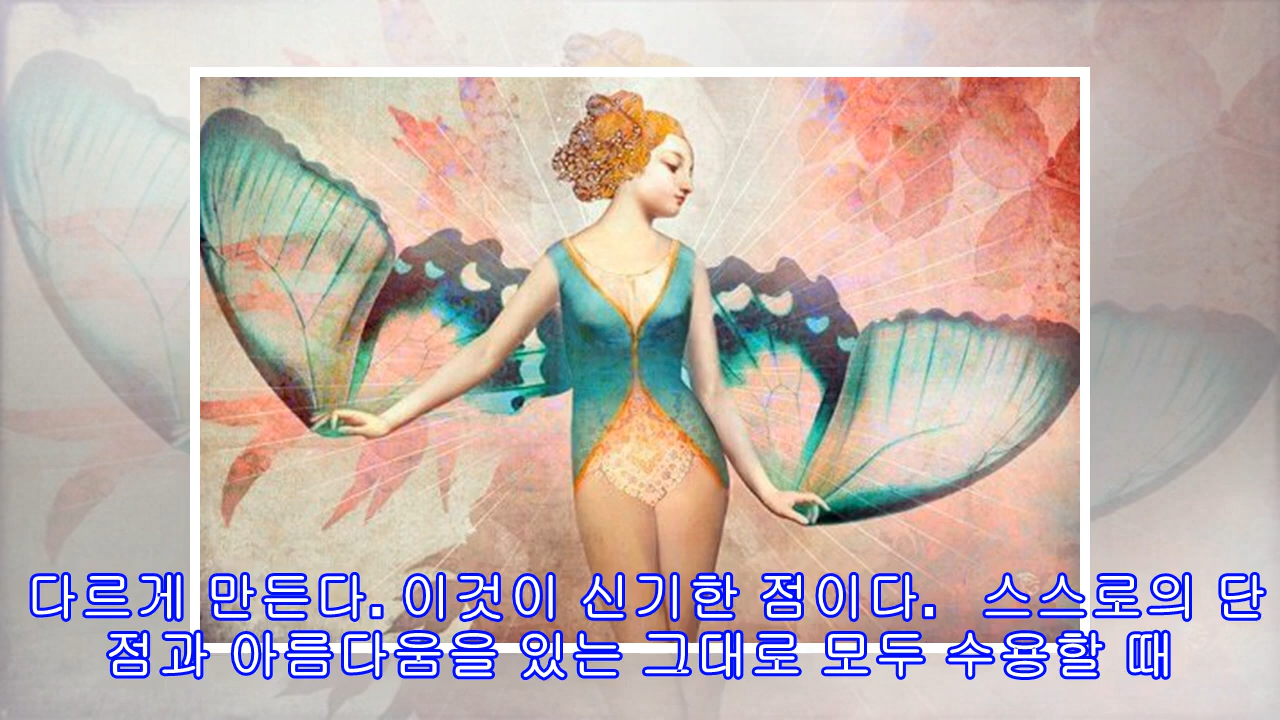 다르게 만든다. 이것이 신기한 점이다. 스스로의 단
점과 아름다움을 있는 그대로 모두 수용할 때